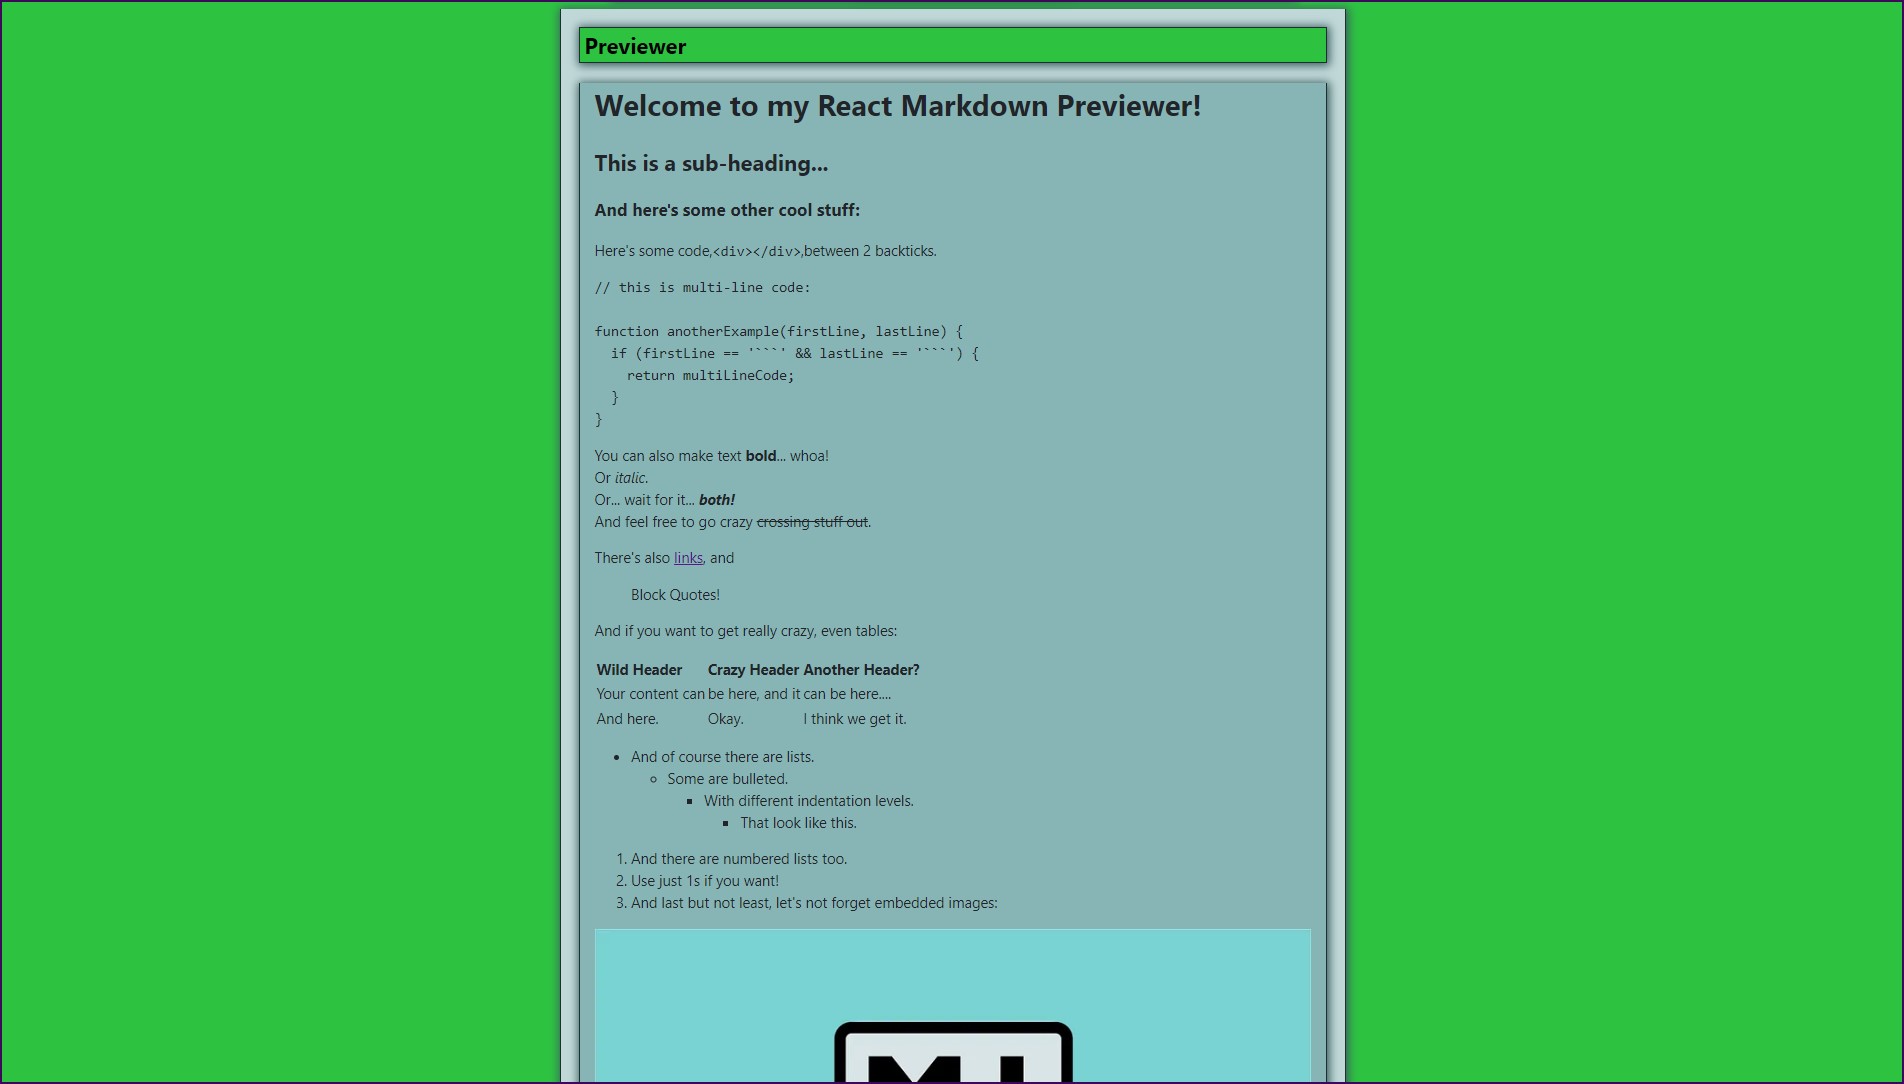 Previewer
Welcome to my React Markdown Previewer!
This is a sub-heading...
And here's some other cool stuff:
Here's some code,<div></div>,between 2 backticks.
// this is multi-line code:
function anotherExample(firstLine, lastLine) {
  if (firstLine == '```' && lastLine == '```') {
    return multiLineCode;
  }
}
You can also make text bold... whoa!
Or italic.
Or... wait for it... both!
And feel free to go crazy crossing stuff out.
There's also links, and
Block Quotes!
And if you want to get really crazy, even tables:
Wild Header Crazy Header Another Header?
Your content can be here, and it can be here....
And here. Okay. I think we get it.
• And of course there are lists.
◦ Some are bulleted.
▪ With different indentation levels.
▪ That look like this.
1. And there are numbered lists too.
2. Use just 1s if you want!
3. And last but not least, let's not forget embedded images: